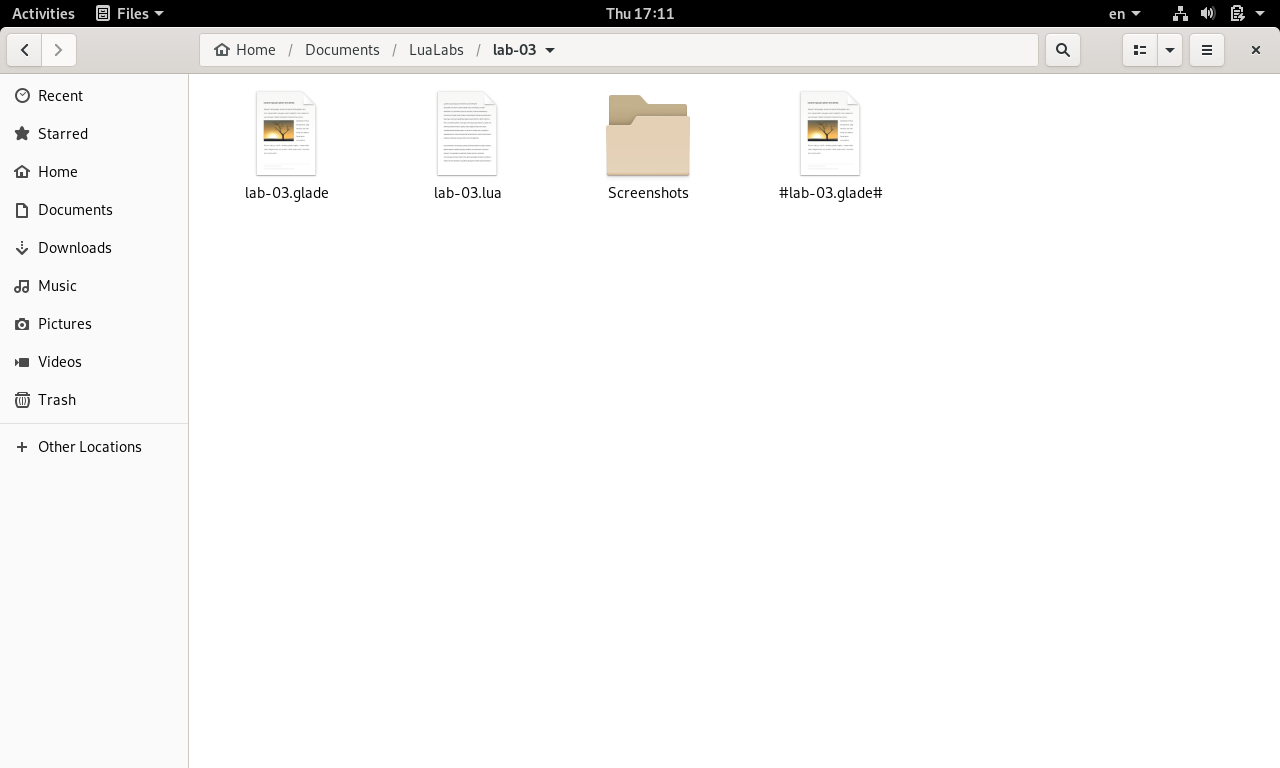 Activities
Files
Thu 17:11
en
Home / Documents / LuaLabs / lab-03
Recent
Starred
Home
Documents
Downloads
Music
Pictures
Videos
Trash
Other Locations
lab-03.glade
lab-03.lua
Screenshots
#lab-03.glade#